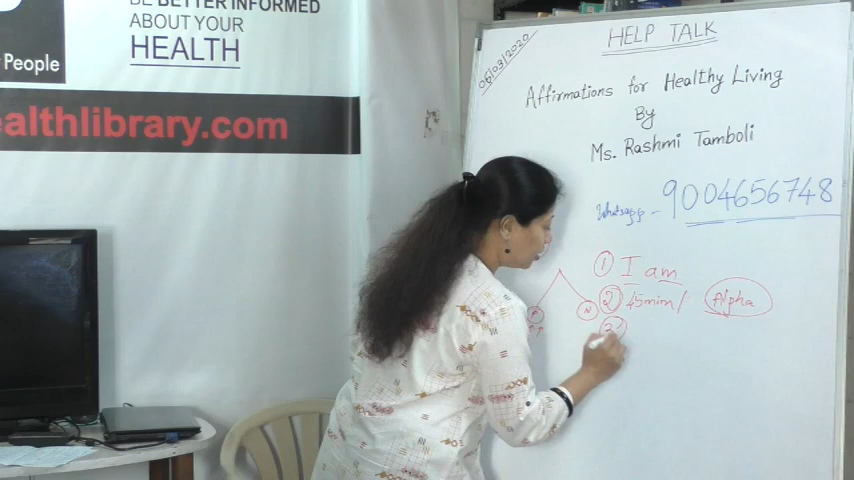 BE BETTER INFORMED
ABOUT YOUR
HEALTH
People
ealthlibrary.com
06/03/2020
HELP TALK
Affirmations for Healthy Living
By
Ms. Rashmi Tamboli
Whatsapp - 9004656748
1 I am
2 45min/ Alpha
P N